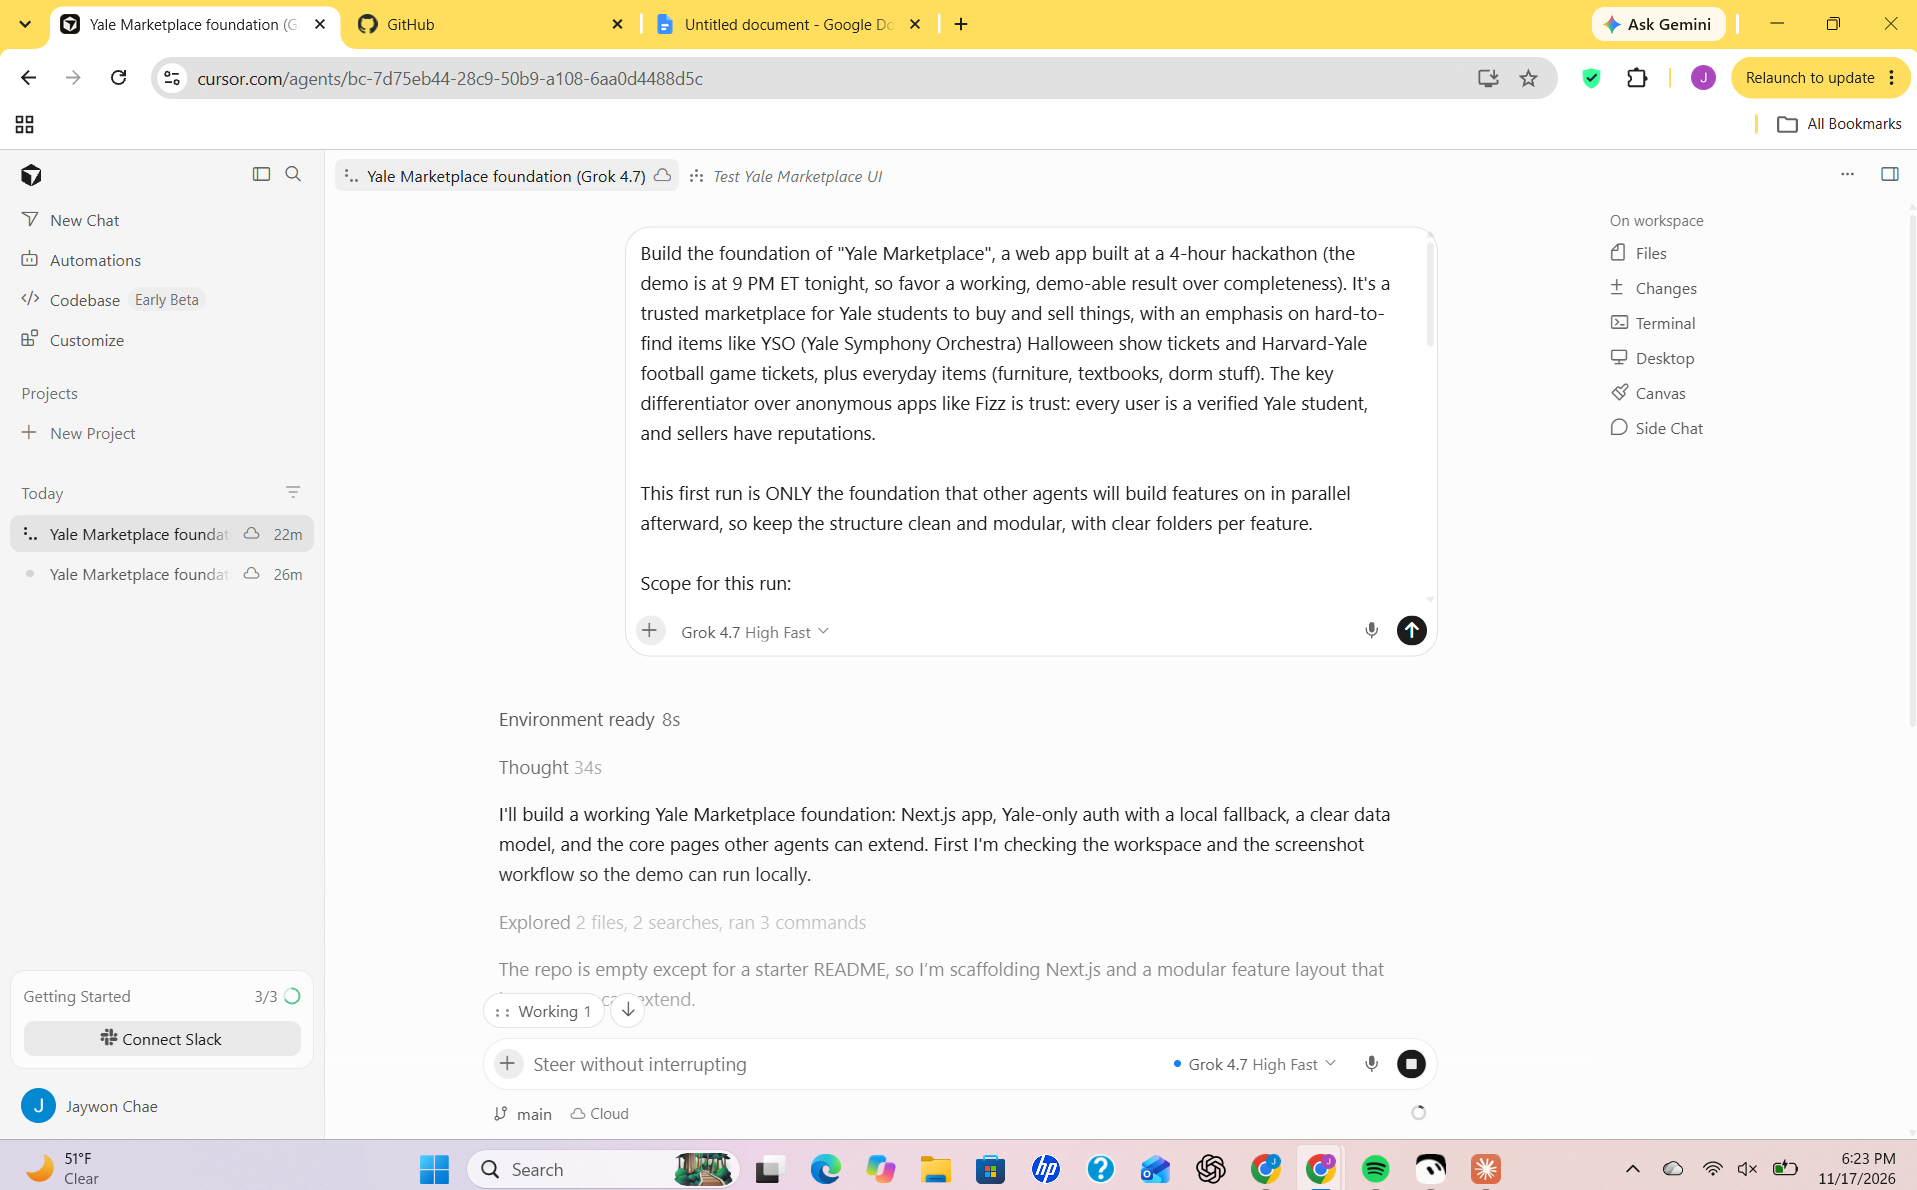 Yale Marketplace foundation (G
GitHub
Untitled document - Google Do
Ask Gemini
cursor.com/agents/bc-7d75eb44-28c9-50b9-a108-6aa0d4488d5c
J
Relaunch to update
All Bookmarks
New Chat
Automations
Codebase Early Beta
Customize
Projects
New Project
Today
Yale Marketplace foundat 22m
Yale Marketplace foundat 26m
Getting Started 3/3
Connect Slack
J Jaywon Chae
Yale Marketplace foundation (Grok 4.7)
Test Yale Marketplace UI
Build the foundation of "Yale Marketplace", a web app built at a 4-hour hackathon (the
demo is at 9 PM ET tonight, so favor a working, demo-able result over completeness). It's a
trusted marketplace for Yale students to buy and sell things, with an emphasis on hard-to-
find items like YSO (Yale Symphony Orchestra) Halloween show tickets and Harvard-Yale
football game tickets, plus everyday items (furniture, textbooks, dorm stuff). The key
differentiator over anonymous apps like Fizz is trust: every user is a verified Yale student,
and sellers have reputations.
This first run is ONLY the foundation that other agents will build features on in parallel
afterward, so keep the structure clean and modular, with clear folders per feature.
Scope for this run:
Grok 4.7 High Fast
Environment ready 8s
Thought 34s
I'll build a working Yale Marketplace foundation: Next.js app, Yale-only auth with a local fallback, a clear data
model, and the core pages other agents can extend. First I'm checking the workspace and the screenshot
workflow so the demo can run locally.
Explored 2 files, 2 searches, ran 3 commands
The repo is empty except for a starter README, so I'm scaffolding Next.js and a modular feature layout that
extend.
Working 1
Steer without interrupting
Grok 4.7 High Fast
main
Cloud
On workspace
Files
Changes
Terminal
Desktop
Canvas
Side Chat
51°F
Clear
Search
hp
6:23 PM
11/17/2026